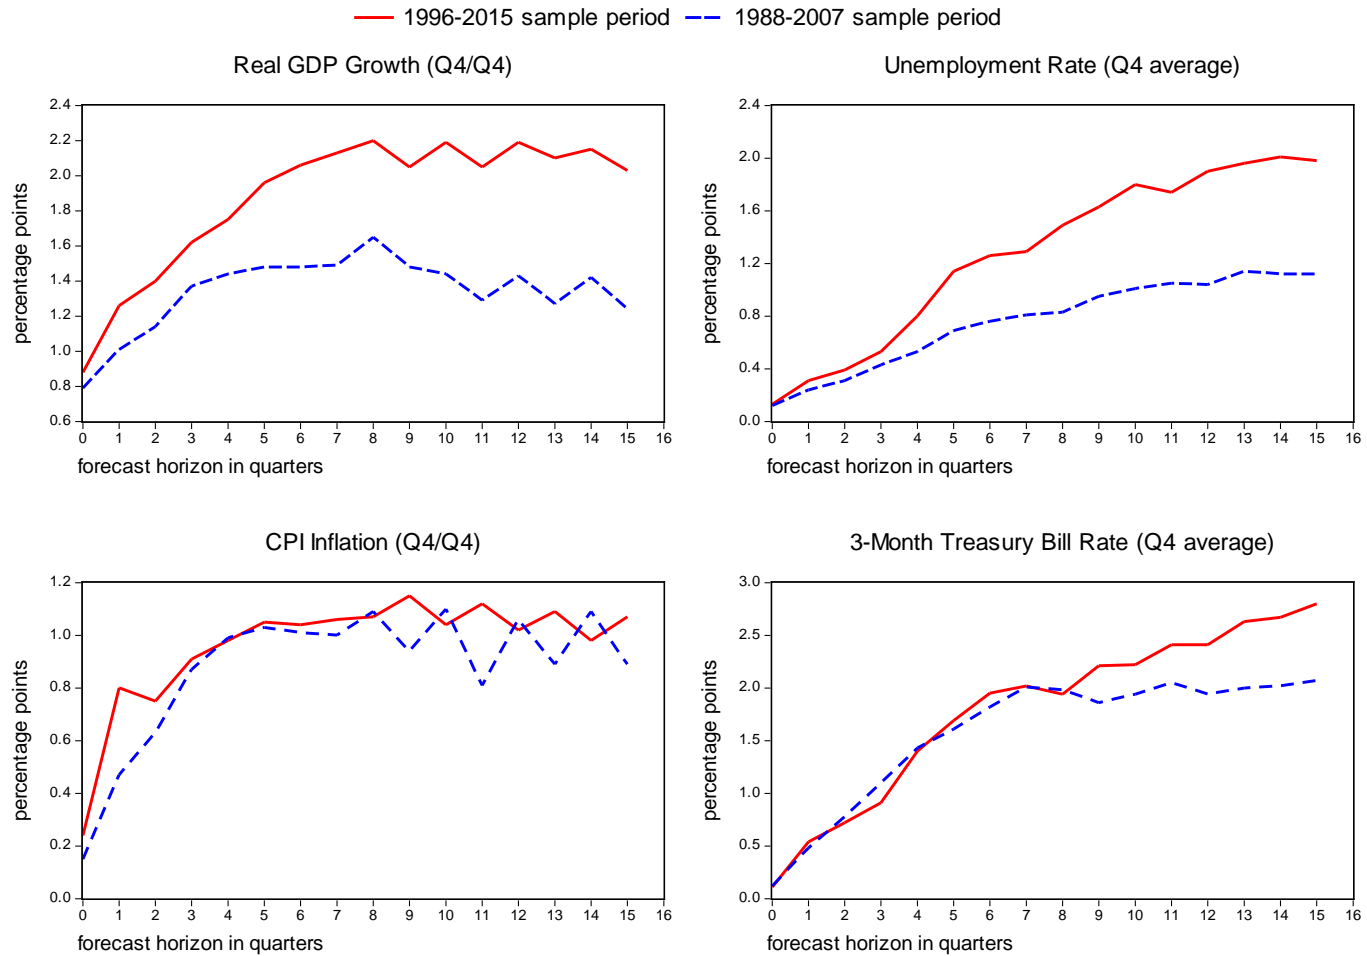 1996-2015 sample period 1988-2007 sample period
Real GDP Growth (Q4/Q4)
percentage points
2.4
2.2
2.0
1.8
1.6
1.4
1.2
1.0
0.8
0.6
0 1 2 3 4 5 6 7 8 9 10 11 12 13 14 15 16
forecast horizon in quarters
Unemployment Rate (Q4 average)
percentage points
2.4
2.0
1.6
1.2
0.8
0.4
0.0
0 1 2 3 4 5 6 7 8 9 10 11 12 13 14 15 16
forecast horizon in quarters
CPI Inflation (Q4/Q4)
percentage points
1.2
1.0
0.8
0.6
0.4
0.2
0.0
0 1 2 3 4 5 6 7 8 9 10 11 12 13 14 15 16
forecast horizon in quarters
3-Month Treasury Bill Rate (Q4 average)
percentage points
3.0
2.5
2.0
1.5
1.0
0.5
0.0
0 1 2 3 4 5 6 7 8 9 10 11 12 13 14 15 16
forecast horizon in quarters